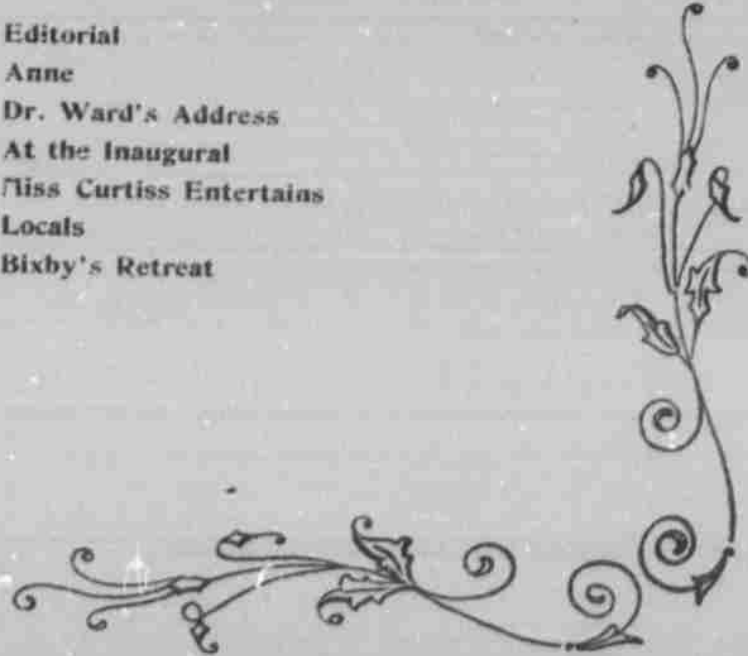 Editorial
Anne
Dr. Ward's Address
At the Inaugural
Miss Curtiss Entertains
Locals
Bixby's Retreat